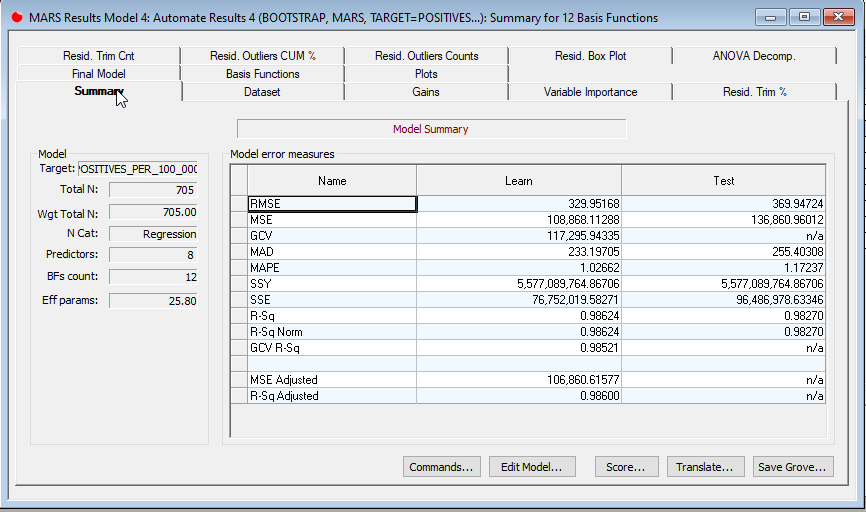 MARS Results Model 4: Automate Results 4 (BOOTSTRAP, MARS, TARGET=POSITIVES...): Summary for 12 Basis Functions
Resid. Trim Cnt Resid. Outliers CUM % Resid. Outliers Counts Resid. Box Plot ANOVA Decomp.
Final Model Basis Functions Plots
Summary Dataset Gains Variable Importance Resid. Trim %
Model Summary
Model
Target: POSITIVES_PER_100_000
Total N: 705
Wgt Total N: 705.00
N Cat: Regression
Predictors: 8
BFs count: 12
Eff params: 25.80
Model error measures
Name Learn Test
RMSE 329.95168 369.94724
MSE 108,868.11288 136,860.96012
GCV 117,295.94335 n/a
MAD 233.19705 255.40308
MAPE 1.02662 1.17237
SSY 5,577,089,764.86706 5,577,089,764.86706
SSE 76,752,019.58271 96,486,978.63346
R-Sq 0.98624 0.98270
R-Sq Norm 0.98624 0.98270
GCV R-Sq 0.98521 n/a
MSE Adjusted 106,860.61577 n/a
R-Sq Adjusted 0.98600 n/a
Commands... Edit Model... Score... Translate... Save Grove...